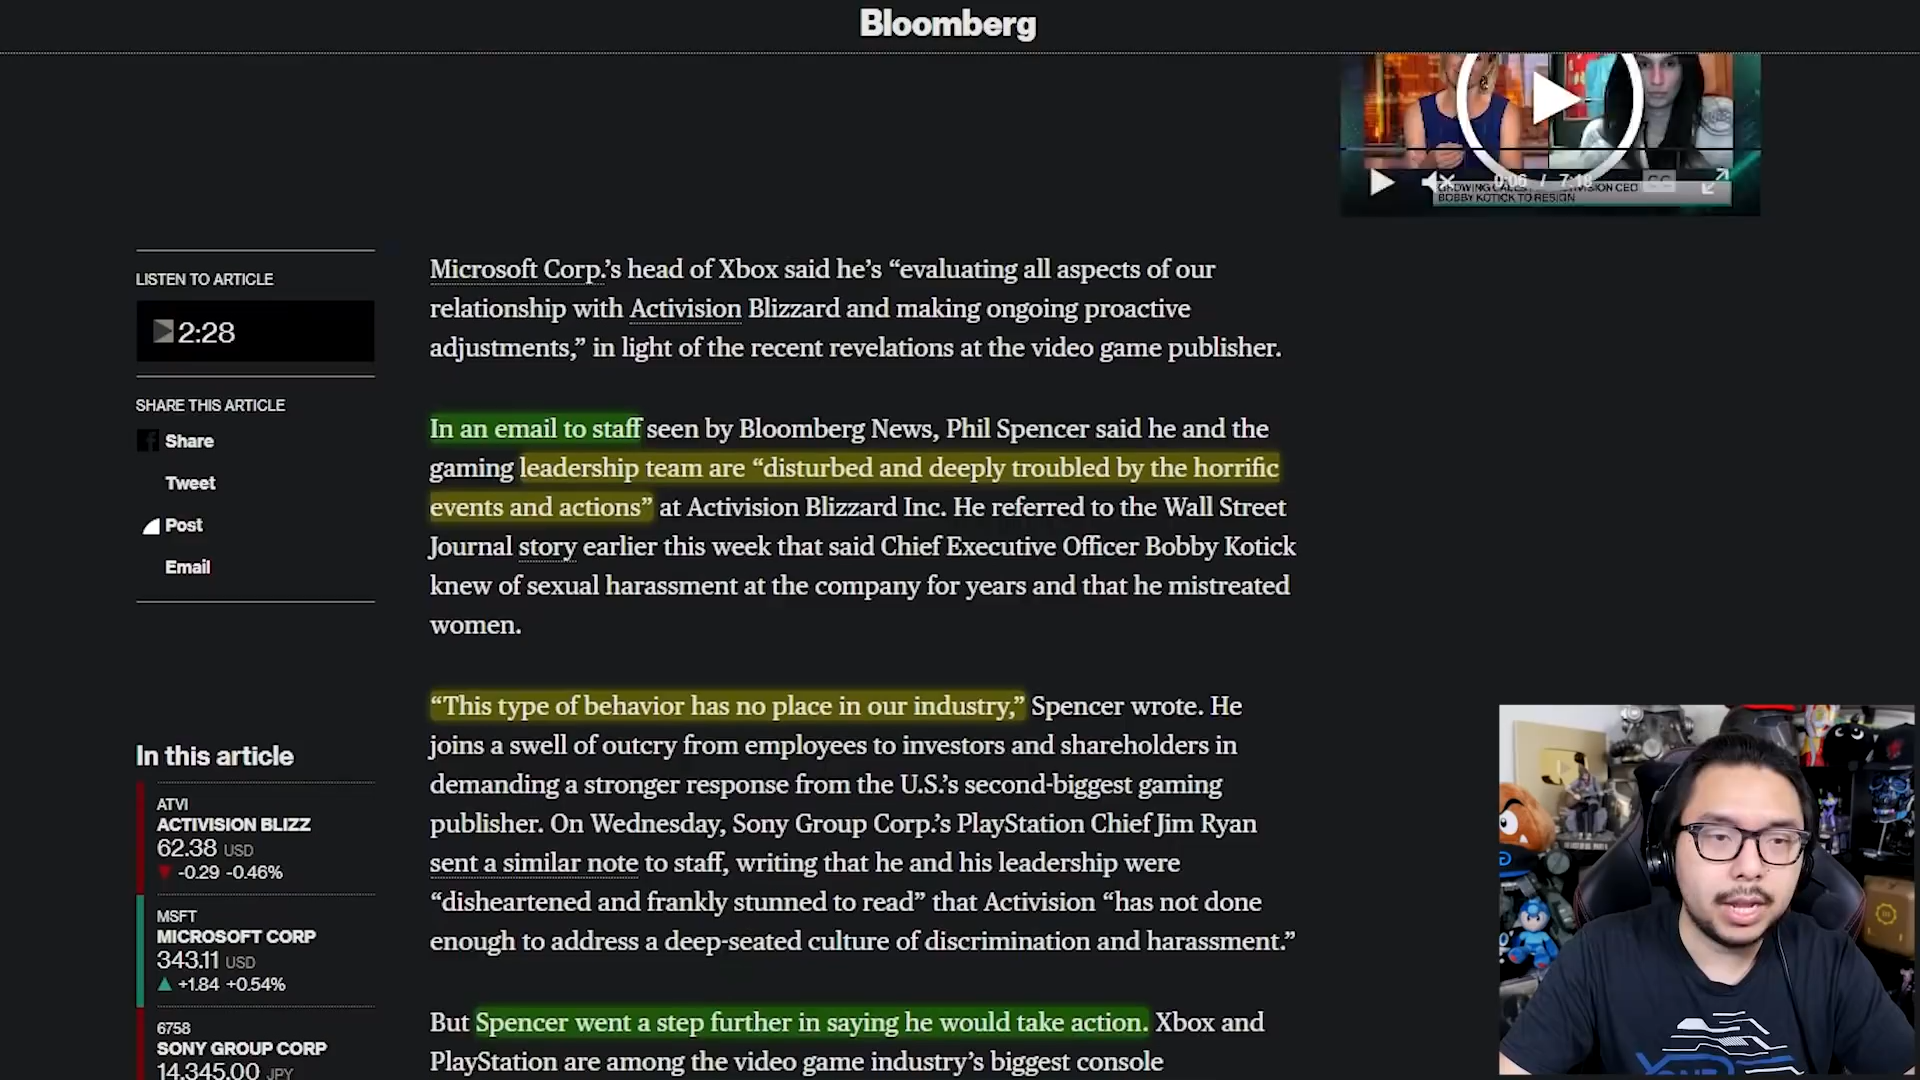 Bloomberg
0:06 / 7:18
CC
BOBBY KOTICK TO RESIGN
LISTEN TO ARTICLE
2:28
SHARE THIS ARTICLE
Share
Tweet
Post
Email
Microsoft Corp.’s head of Xbox said he’s “evaluating all aspects of our
relationship with Activision Blizzard and making ongoing proactive
adjustments,” in light of the recent revelations at the video game publisher.
In an email to staff seen by Bloomberg News, Phil Spencer said he and the
gaming leadership team are “disturbed and deeply troubled by the horrific
events and actions” at Activision Blizzard Inc. He referred to the Wall Street
Journal story earlier this week that said Chief Executive Officer Bobby Kotick
knew of sexual harassment at the company for years and that he mistreated
women.
“This type of behavior has no place in our industry,” Spencer wrote. He
joins a swell of outcry from employees to investors and shareholders in
demanding a stronger response from the U.S.’s second-biggest gaming
publisher. On Wednesday, Sony Group Corp.’s PlayStation Chief Jim Ryan
sent a similar note to staff, writing that he and his leadership were
“disheartened and frankly stunned to read” that Activision “has not done
enough to address a deep-seated culture of discrimination and harassment.”
But Spencer went a step further in saying he would take action. Xbox and
PlayStation are among the video game industry’s biggest console
In this article
ATVI
ACTIVISION BLIZZ
62.38 USD
-0.29 -0.46%
MSFT
MICROSOFT CORP
343.11 USD
+1.84 +0.54%
6758
SONY GROUP CORP
14,345.00 JPY